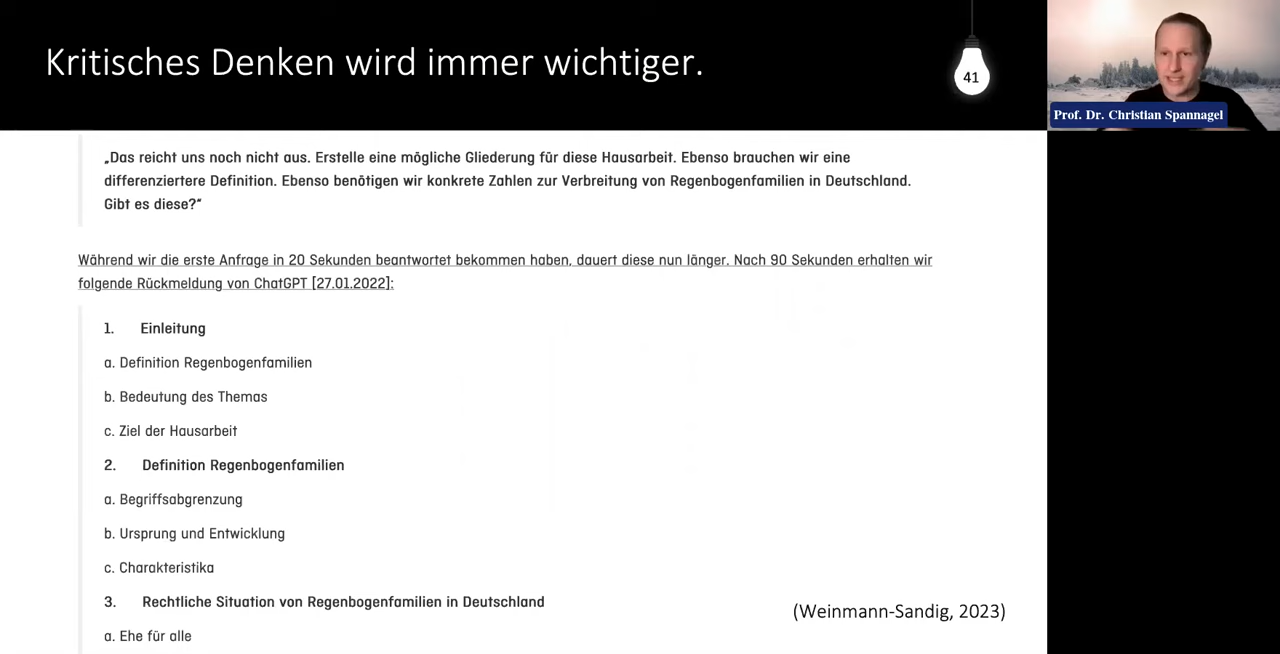 Kritisches Denken wird immer wichtiger.
41
Prof. Dr. Christian Spannagel
„Das reicht uns noch nicht aus. Erstelle eine mögliche Gliederung für diese Hausarbeit. Ebenso brauchen wir eine
differenziertere Definition. Ebenso benötigen wir konkrete Zahlen zur Verbreitung von Regenbogenfamilien in Deutschland.
Gibt es diese?“
Während wir die erste Anfrage in 20 Sekunden beantwortet bekommen haben, dauert diese nun länger. Nach 90 Sekunden erhalten wir
folgende Rückmeldung von ChatGPT [27.01.2022]:
1. Einleitung
a. Definition Regenbogenfamilien
b. Bedeutung des Themas
c. Ziel der Hausarbeit
2. Definition Regenbogenfamilien
a. Begriffsabgrenzung
b. Ursprung und Entwicklung
c. Charakteristika
3. Rechtliche Situation von Regenbogenfamilien in Deutschland
(Weinmann-Sandig, 2023)
a. Ehe für alle